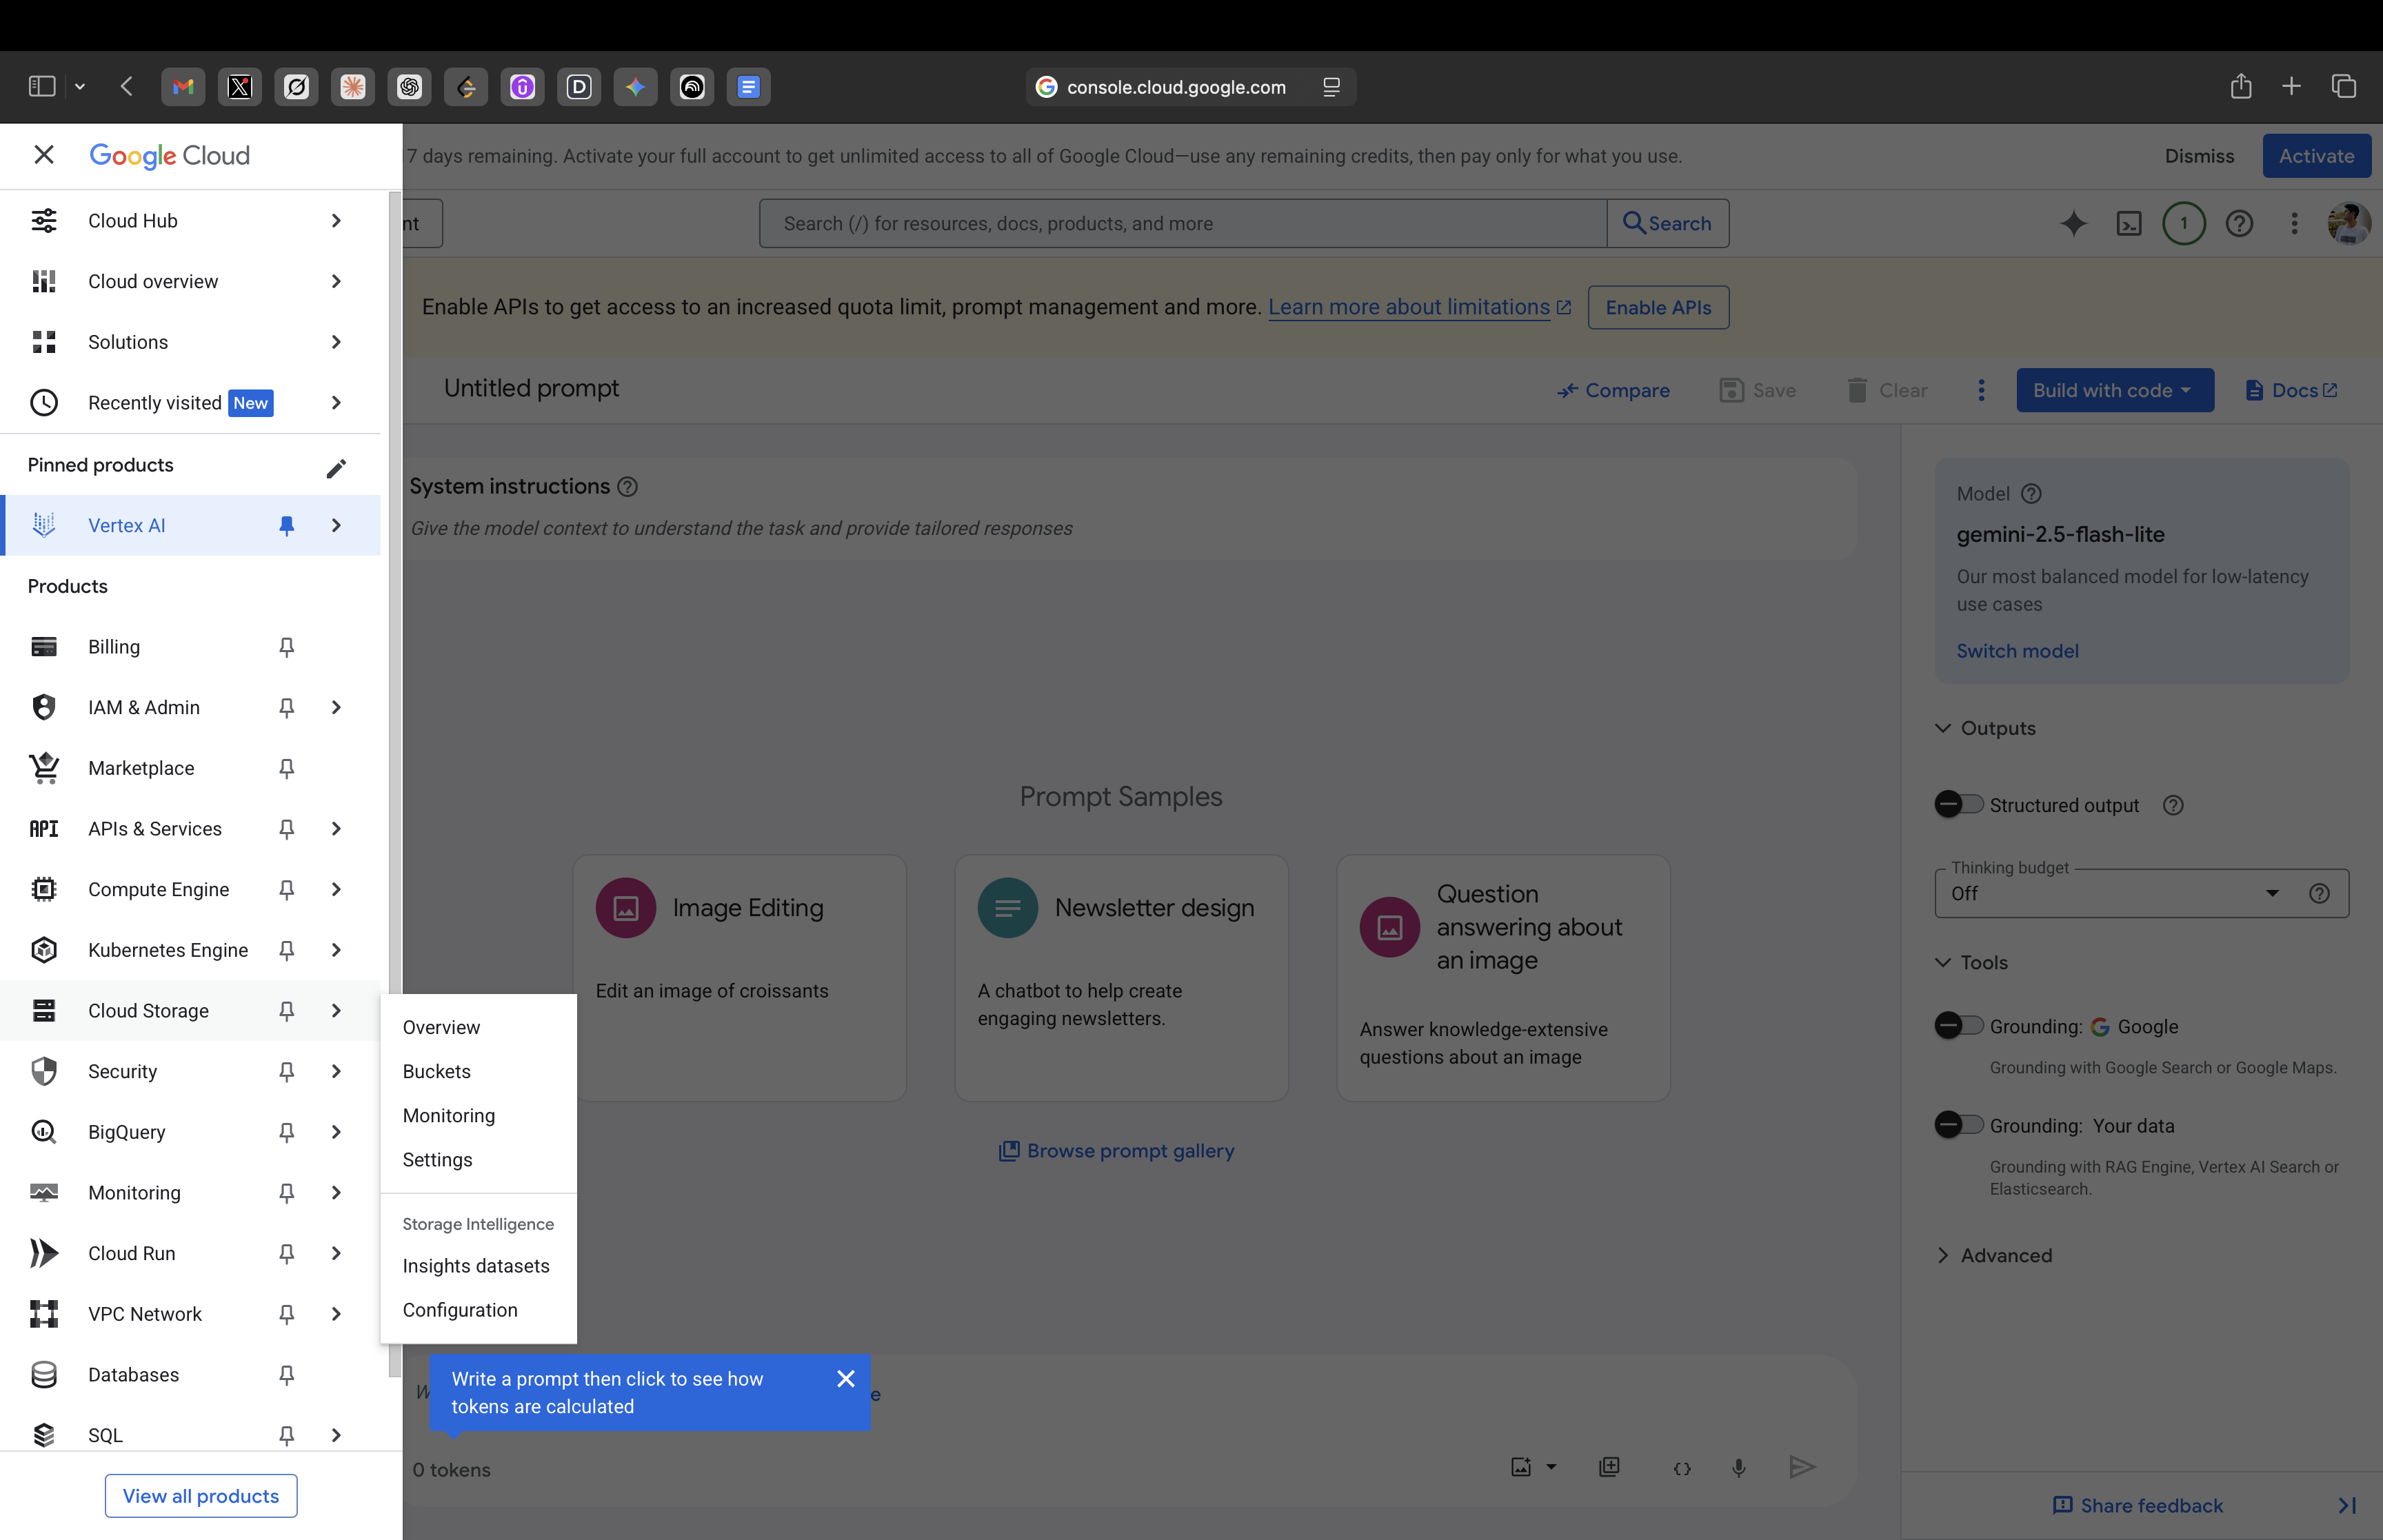 console.cloud.google.com
Google Cloud
7 days remaining. Activate your full account to get unlimited access to all of Google Cloud—use any remaining credits, then pay only for what you use.
Dismiss
Activate
Cloud Hub
nt
Search (/) for resources, docs, products, and more
Search
1
Cloud overview
Enable APIs to get access to an increased quota limit, prompt management and more. Learn more about limitations
Enable APIs
Solutions
Recently visited New
Untitled prompt
Compare
Save
Clear
Build with code
Docs
Pinned products
Vertex AI
Products
Billing
IAM & Admin
Marketplace
API APIs & Services
Compute Engine
Kubernetes Engine
Cloud Storage
Security
BigQuery
Monitoring
Cloud Run
VPC Network
Databases
SQL
View all products
Overview
Buckets
Monitoring
Settings
Storage Intelligence
Insights datasets
Configuration
System instructions
Give the model context to understand the task and provide tailored responses
Prompt Samples
Image Editing
Edit an image of croissants
Newsletter design
A chatbot to help create
engaging newsletters.
Question
answering about
an image
Answer knowledge-extensive
questions about an image
Browse prompt gallery
Write a prompt then click to see how
tokens are calculated
0 tokens
Model
gemini-2.5-flash-lite
Our most balanced model for low-latency
use cases
Switch model
Outputs
Structured output
Thinking budget
Off
Tools
Grounding: Google
Grounding with Google Search or Google Maps.
Grounding: Your data
Grounding with RAG Engine, Vertex AI Search or
Elasticsearch.
Advanced
Share feedback